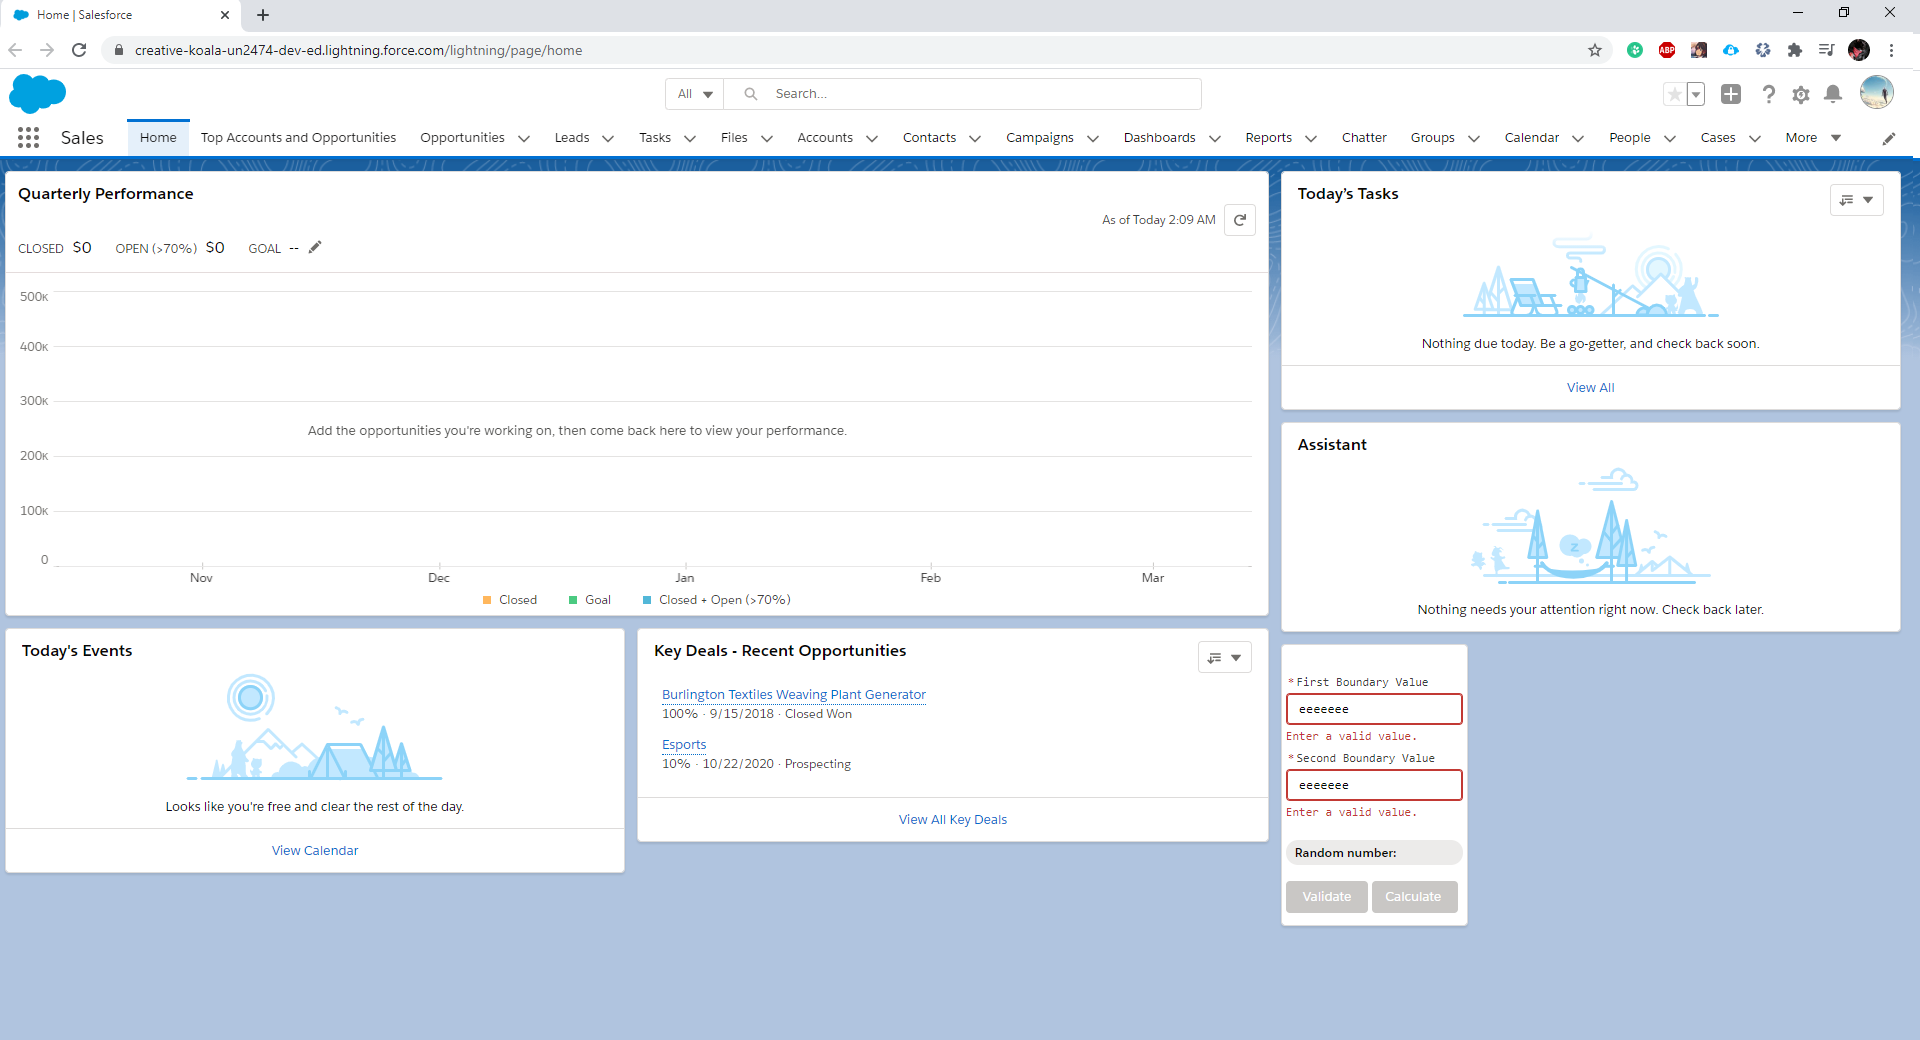 Home | Salesforce
creative-koala-un2474-dev-ed.lightning.force.com/lightning/page/home
ABP
All Search...
Sales Home Top Accounts and Opportunities Opportunities Leads Tasks Files Accounts Contacts Campaigns Dashboards Reports Chatter Groups Calendar People Cases More
Quarterly Performance
As of Today 2:09 AM
CLOSED $0 OPEN (>70%) $0 GOAL --
500K
400K
300K
Add the opportunities you're working on, then come back here to view your performance.
200K
100K
0
Nov Dec Jan Feb Mar
Closed Goal Closed + Open (>70%)
Today's Tasks
Nothing due today. Be a go-getter, and check back soon.
View All
Assistant
z
Nothing needs your attention right now. Check back later.
Today's Events
Looks like you're free and clear the rest of the day.
View Calendar
Key Deals - Recent Opportunities
Burlington Textiles Weaving Plant Generator
100% · 9/15/2018 · Closed Won
Esports
10% · 10/22/2020 · Prospecting
View All Key Deals
*First Boundary Value
eeeeeee
Enter a valid value.
*Second Boundary Value
eeeeeee
Enter a valid value.
Random number:
Validate Calculate